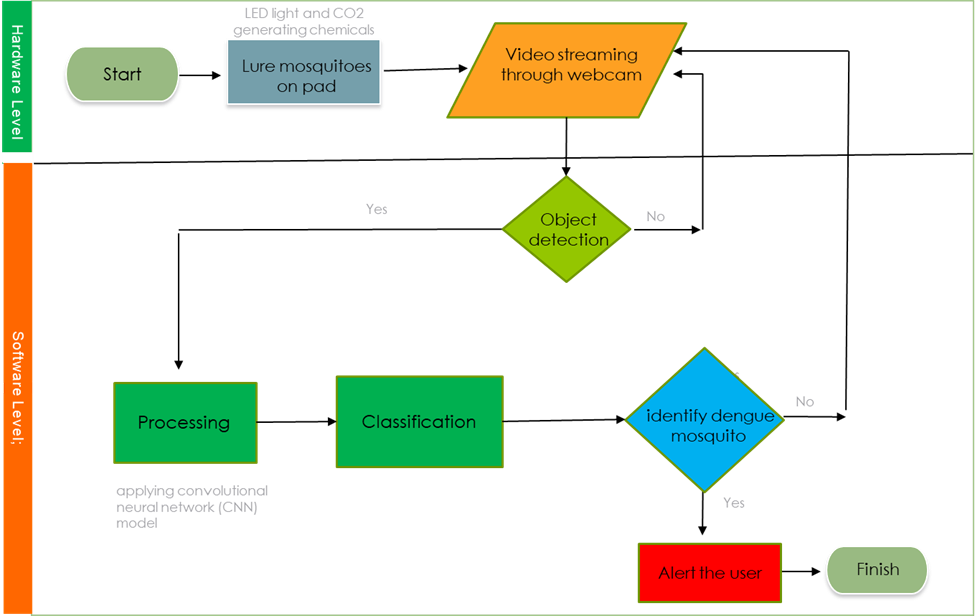 Hardware Level
LED light and CO2
generating chemicals
Start
Lure mosquitoes
on pad
Video streaming
through webcam
Software Level;
Object
detection
Yes
No
Processing
applying convolutional
neural network (CNN)
model
Classification
identify dengue
mosquito
No
Yes
Alert the user
Finish